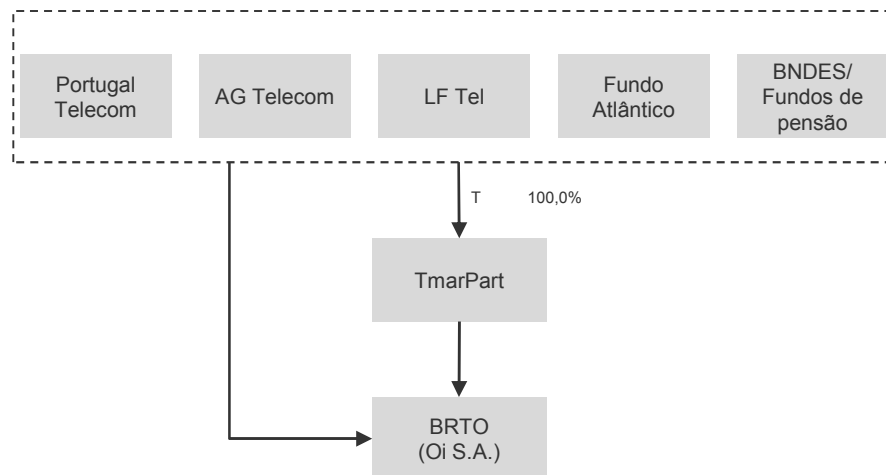 Portugal
Telecom
AG Telecom
LF Tel
Fundo
Atlântico
BNDES/
Fundos de
pensão
T 100,0%
TmarPart
BRTO
(Oi S.A.)